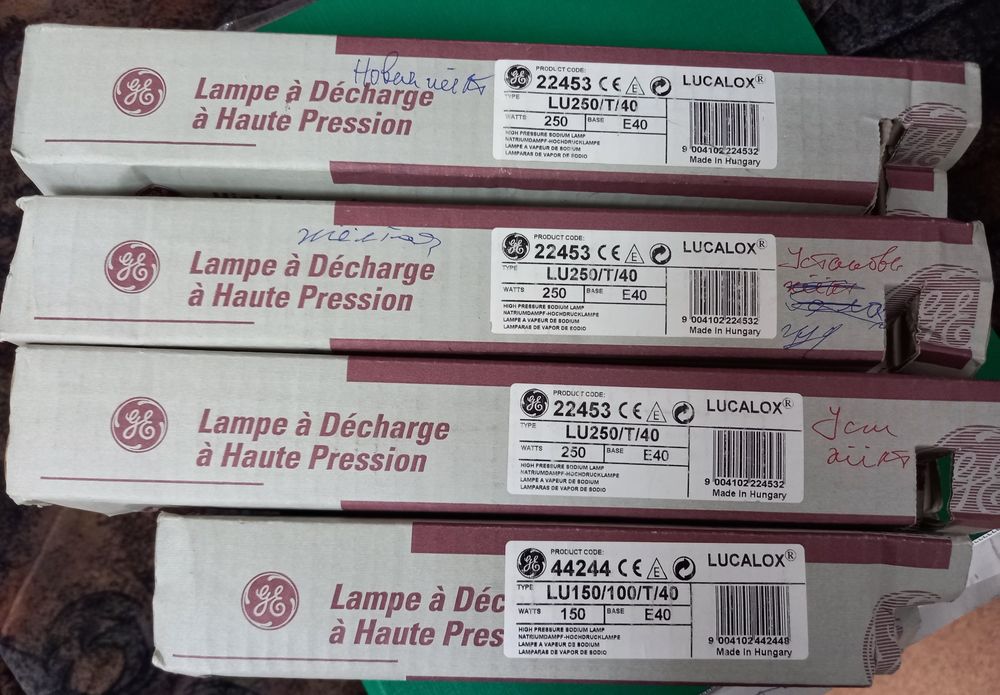 Lampe à Décharge
à Haute Pression
PRODUCT CODE:
22453 CE E
LUCALOX®
TYPE
LU250/T/40
WATTS 250 BASE E40
HIGH PRESSURE SODIUM LAMP
NATRIUMDAMPF-HOCHDRUCKLAMPE
LAMPE A VAPEUR DE SODIUM
LAMPARAS DE VAPOR DE SODIO
9 004102 224532
Made in Hungary
Lampe à Décharge
à Haute Pression
PRODUCT CODE:
22453 CE E
LUCALOX®
TYPE
LU250/T/40
WATTS 250 BASE E40
HIGH PRESSURE SODIUM LAMP
NATRIUMDAMPF-HOCHDRUCKLAMPE
LAMPE A VAPEUR DE SODIUM
LAMPARAS DE VAPOR DE SODIO
9 004102 224532
Made in Hungary
Lampe à Décharge
à Haute Pression
PRODUCT CODE:
22453 CE E
LUCALOX®
TYPE
LU250/T/40
WATTS 250 BASE E40
HIGH PRESSURE SODIUM LAMP
NATRIUMDAMPF-HOCHDRUCKLAMPE
LAMPE A VAPEUR DE SODIUM
LAMPARAS DE VAPOR DE SODIO
9 004102 224532
Made in Hungary
Lampe à Déc
à Haute Pres
PRODUCT CODE:
44244 CE E
LUCALOX®
TYPE
LU150/100/T/40
WATTS 150 BASE E40
HIGH PRESSURE SODIUM LAMP
NATRIUMDAMPF-HOCHDRUCKLAMPE
LAMPE A VAPEUR DE SODIUM
LAMPARAS DE VAPOR DE SODIO
9 004102 442448
Made in Hungary